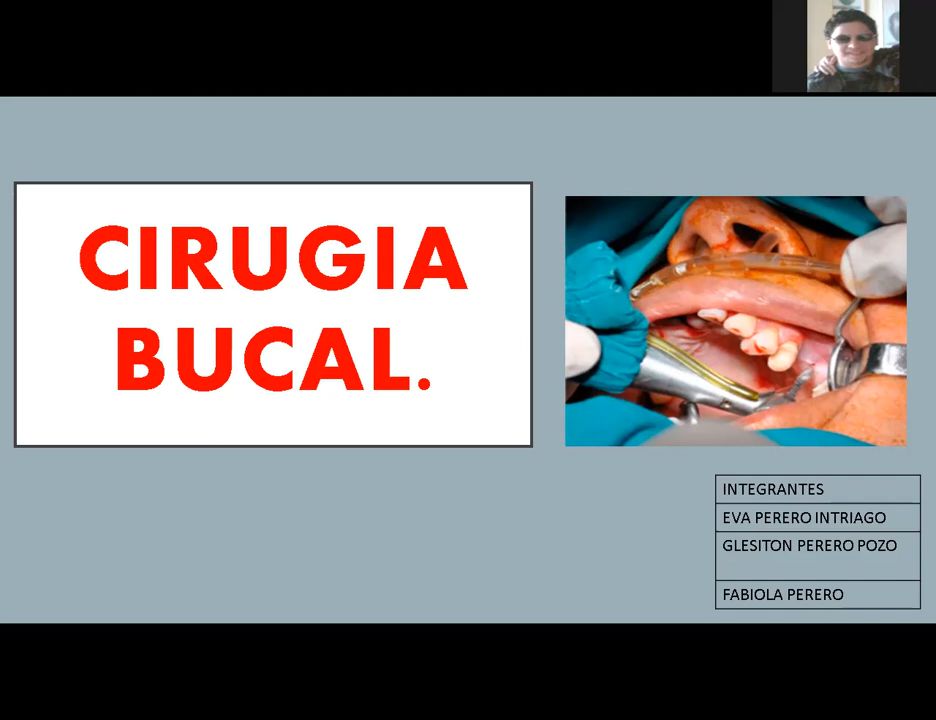 CIRUGIA
BUCAL.
INTEGRANTES
EVA PERERO INTRIAGO
GLESITON PERERO POZO
FABIOLA PERERO